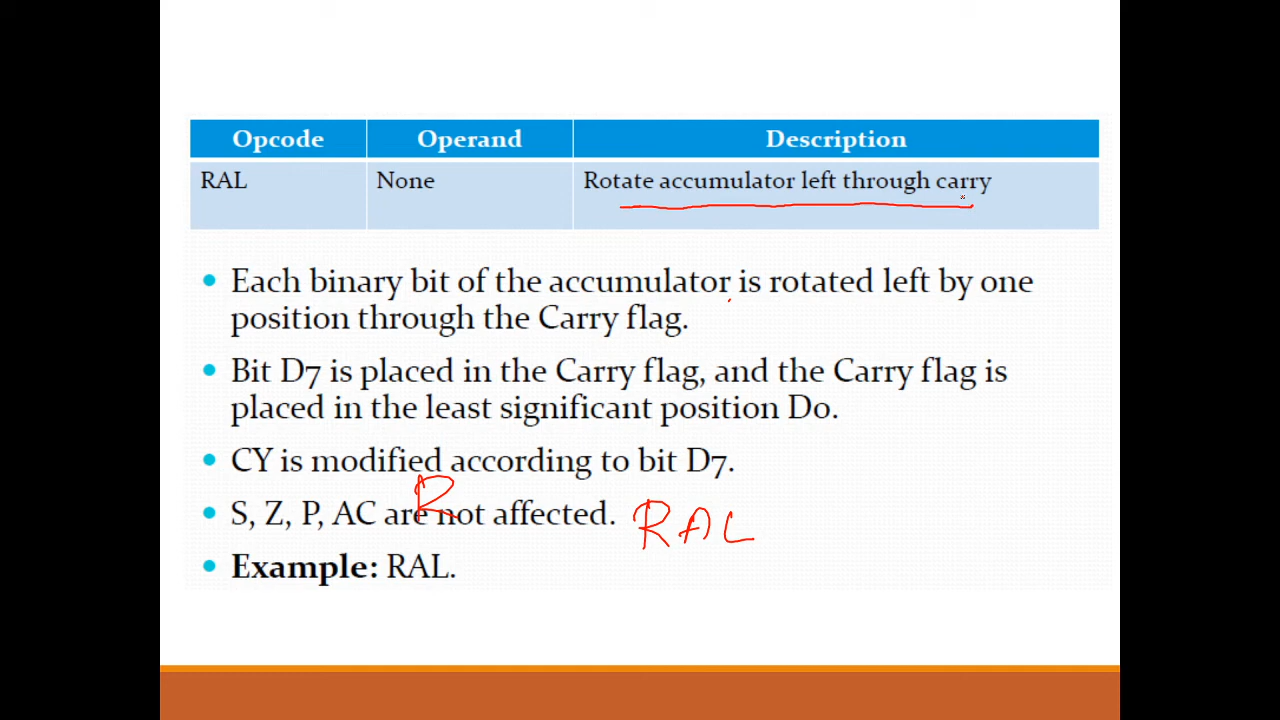 Opcode Operand Description
RAL None Rotate accumulator left through carry
Each binary bit of the accumulator is rotated left by one
position through the Carry flag.
Bit D7 is placed in the Carry flag, and the Carry flag is
placed in the least significant position D0.
CY is modified according to bit D7.
R
S, Z, P, AC are not affected. RAL
Example: RAL.